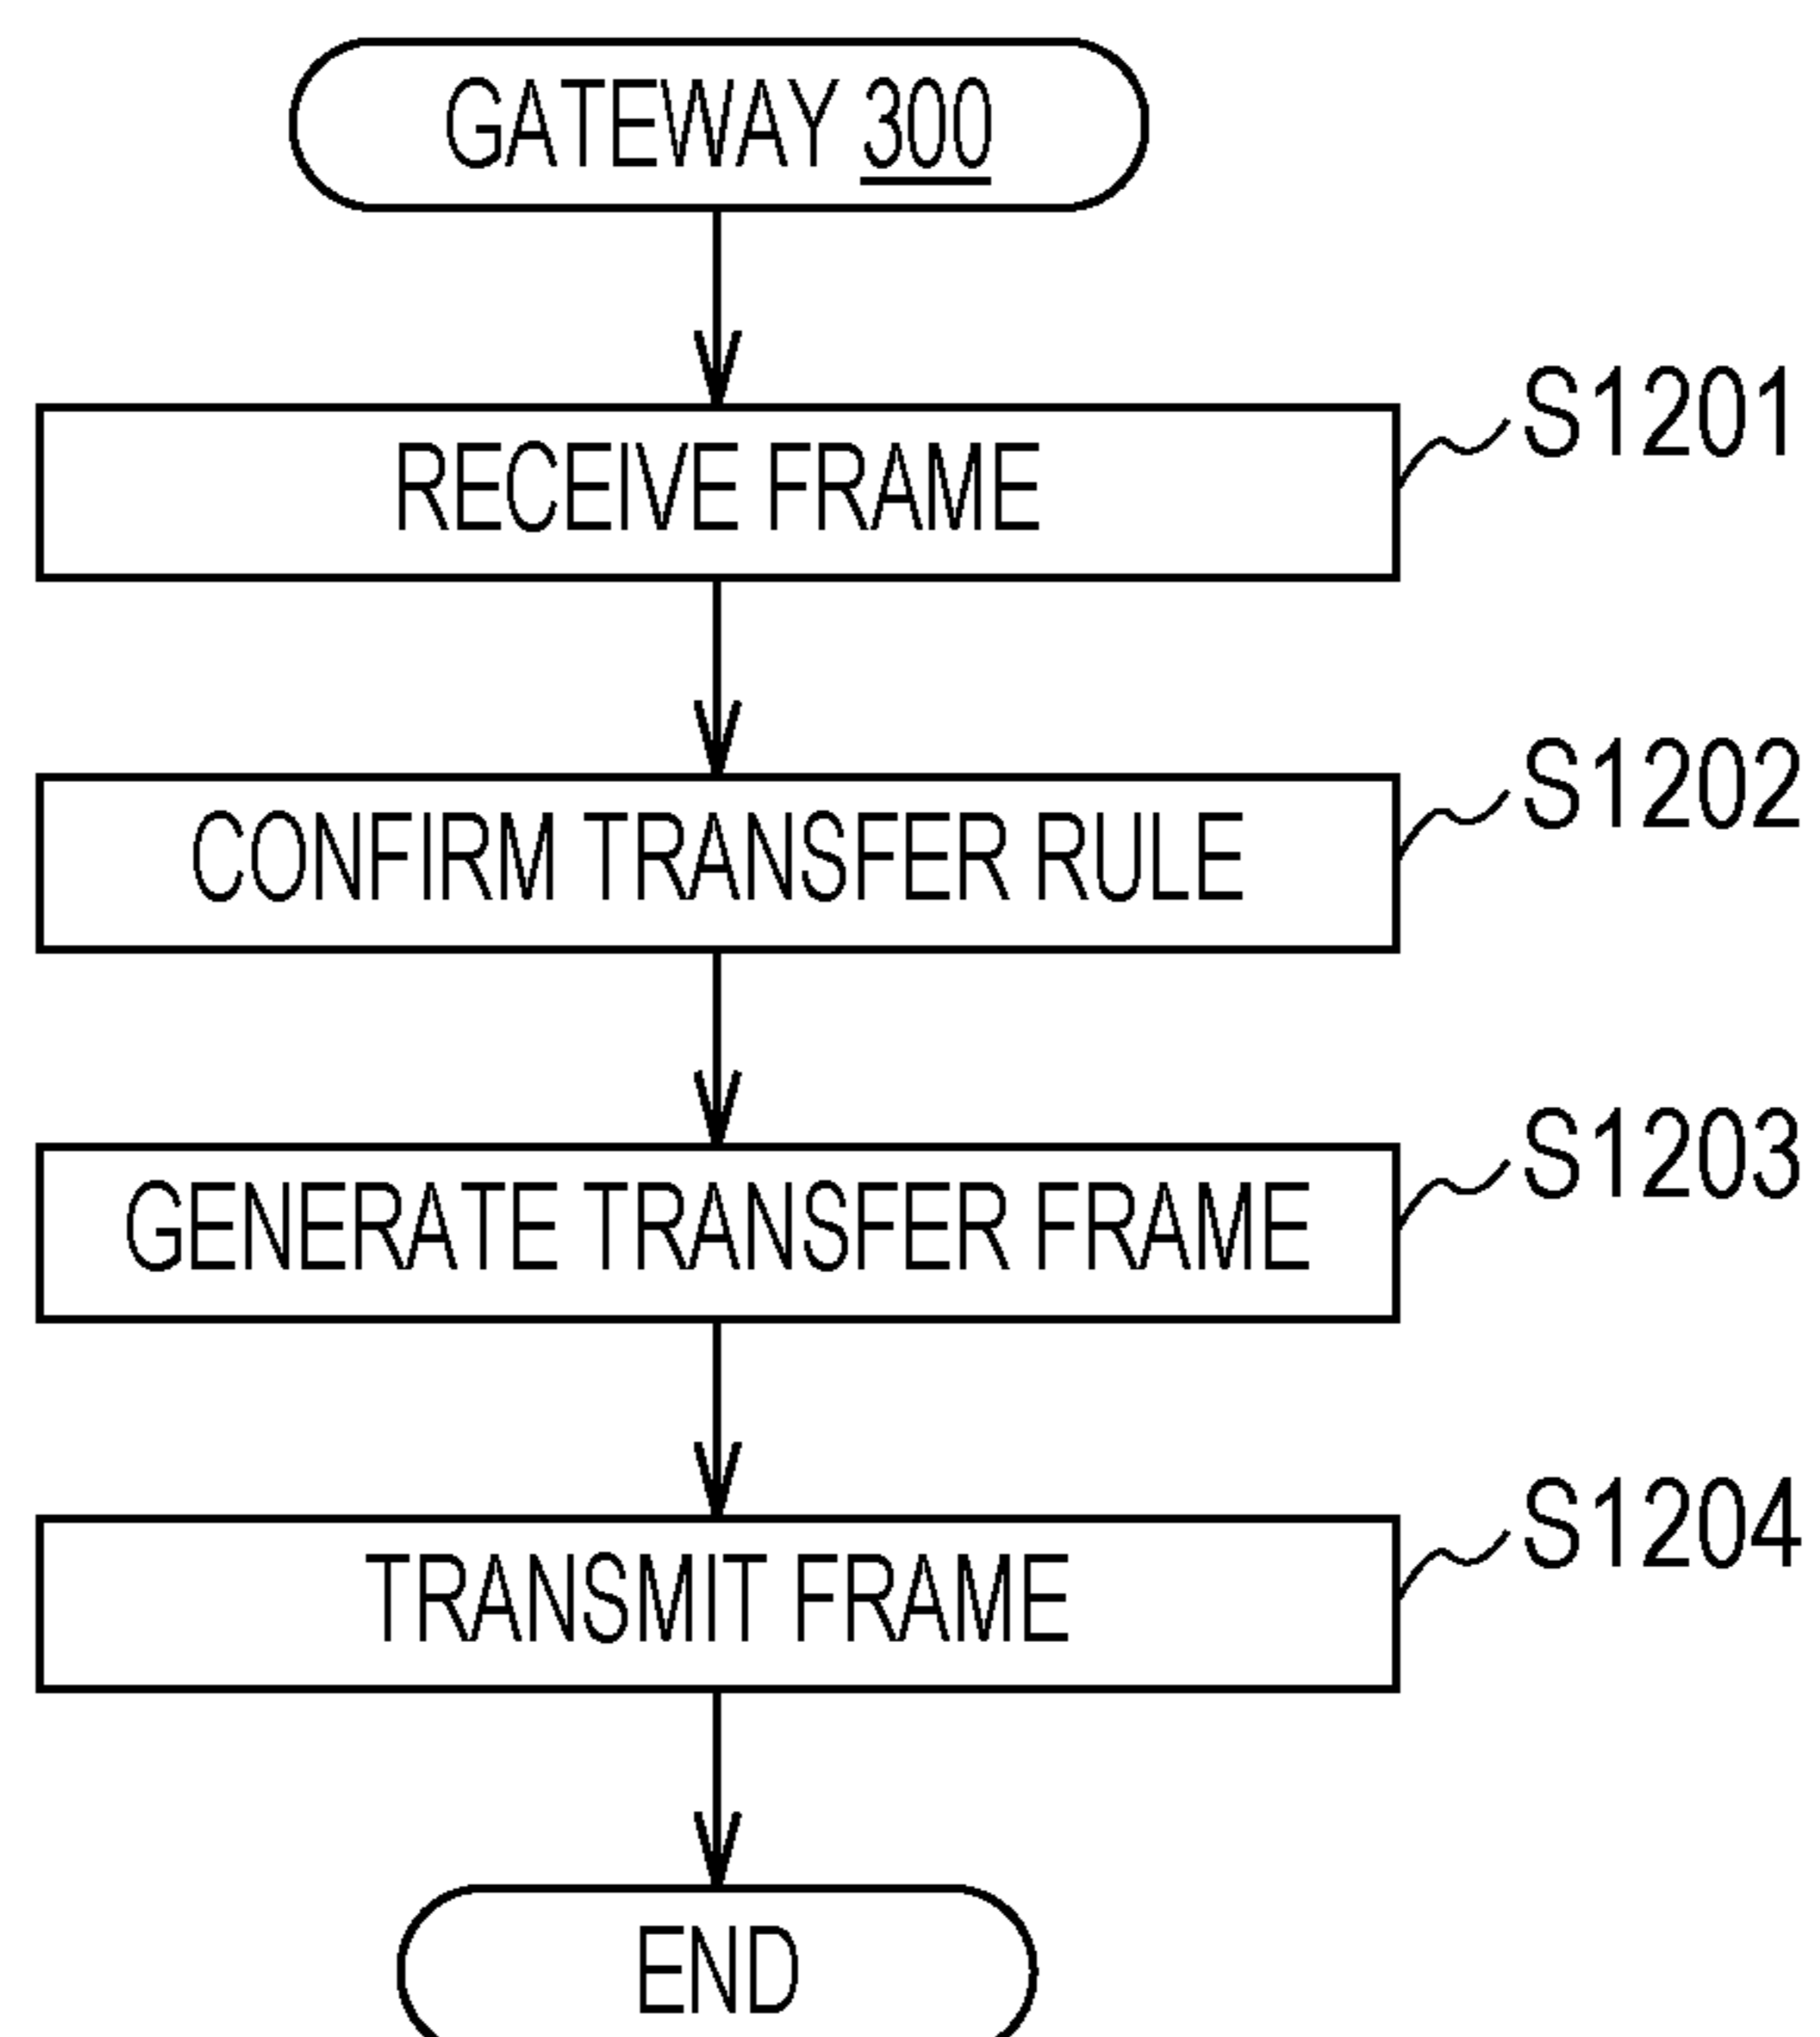 GATEWAY 300
RECEIVE FRAME
S1201
CONFIRM TRANSFER RULE
S1202
GENERATE TRANSFER FRAME
S1203
TRANSMIT FRAME
S1204
END